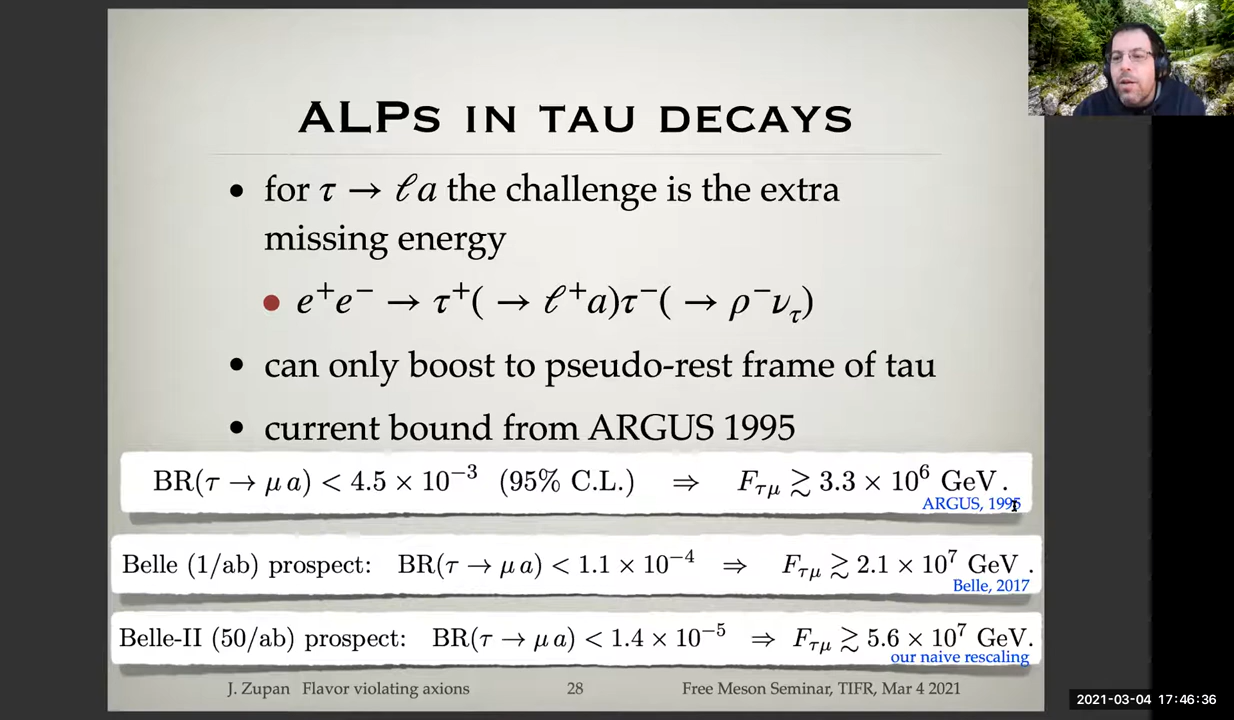 ALPs IN TAU DECAYS
• for τ → ℓa the challenge is the extra
missing energy
• e⁺e⁻ → τ⁺( → ℓ⁺a)τ⁻( → ρ⁻ν_τ)
• can only boost to pseudo-rest frame of tau
• current bound from ARGUS 1995
BR(τ → μ a) < 4.5 × 10⁻³ (95% C.L.) ⇒ F_τμ ≳ 3.3 × 10⁶ GeV.
ARGUS, 1995
Belle (1/ab) prospect: BR(τ → μ a) < 1.1 × 10⁻⁴ ⇒ F_τμ ≳ 2.1 × 10⁷ GeV.
Belle, 2017
Belle-II (50/ab) prospect: BR(τ → μ a) < 1.4 × 10⁻⁵ ⇒ F_τμ ≳ 5.6 × 10⁷ GeV.
our naive rescaling
J. Zupan Flavor violating axions 28 Free Meson Seminar, TIFR, Mar 4 2021
2021-03-04 17:46:36